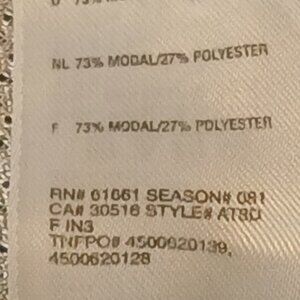 NL 73% MODAL/27% POLYESTER
F 73% MODAL/27% POLYESTER
RN# 61661 SEASON# 081
CA# 30516 STYLE# AT8U
F IN3
TNFPO# 4500620139,
4500620128